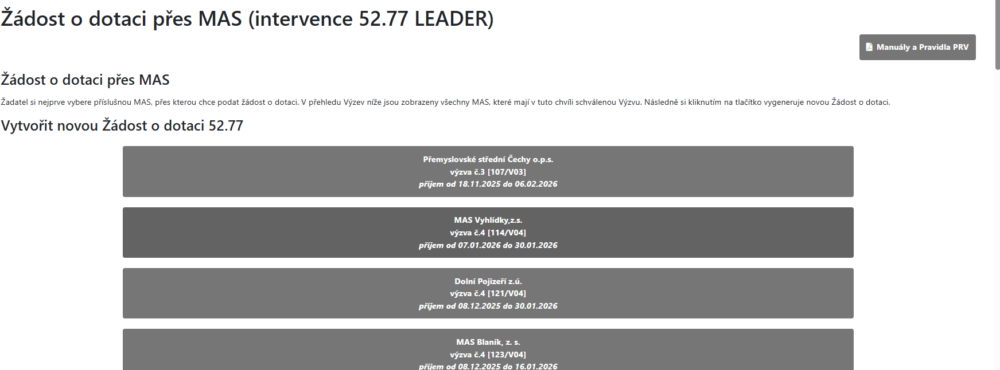 Žádost o dotaci přes MAS (intervence 52.77 LEADER)
Manuály a Pravidla PRV
Žádost o dotaci přes MAS
Žadatel si nejprve vybere příslušnou MAS, přes kterou chce podat žádost o dotaci. V přehledu Výzev níže jsou zobrazeny všechny MAS, které mají v tuto chvíli schválenou Výzvu. Následně si kliknutím na tlačítko vygeneruje novou Žádost o dotaci.
Vytvořit novou Žádost o dotaci 52.77
Přemyslovské střední Čechy o.p.s.
výzva č.3 [107/V03]
příjem od 18.11.2025 do 06.02.2026
MAS Vyhlídky,z.s.
výzva č.4 [114/V04]
příjem od 07.01.2026 do 30.01.2026
Dolní Pojizeří z.ú.
výzva č.4 [121/V04]
příjem od 08.12.2025 do 30.01.2026
MAS Blaník, z. s.
výzva č.4 [123/V04]
příjem od 08.12.2025 do 16.01.2026